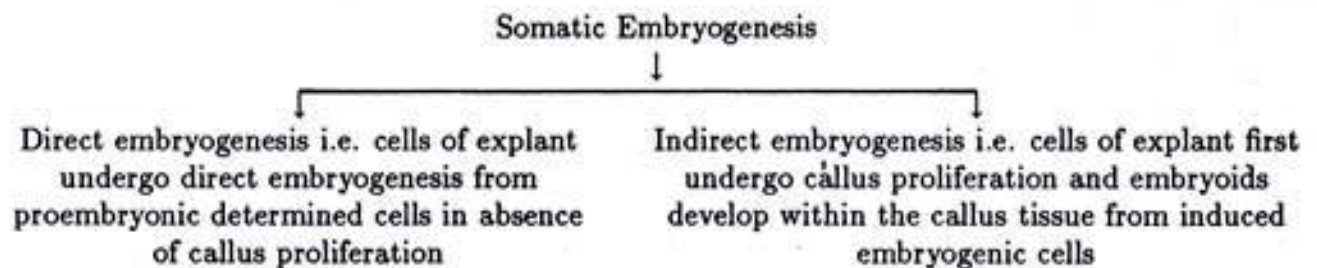 Somatic Embryogenesis
Direct embryogenesis i.e. cells of explant
undergo direct embryogenesis from
proembryonic determined cells in absence
of callus proliferation
Indirect embryogenesis i.e. cells of explant first
undergo callus proliferation and embryoids
develop within the callus tissue from induced
embryogenic cells